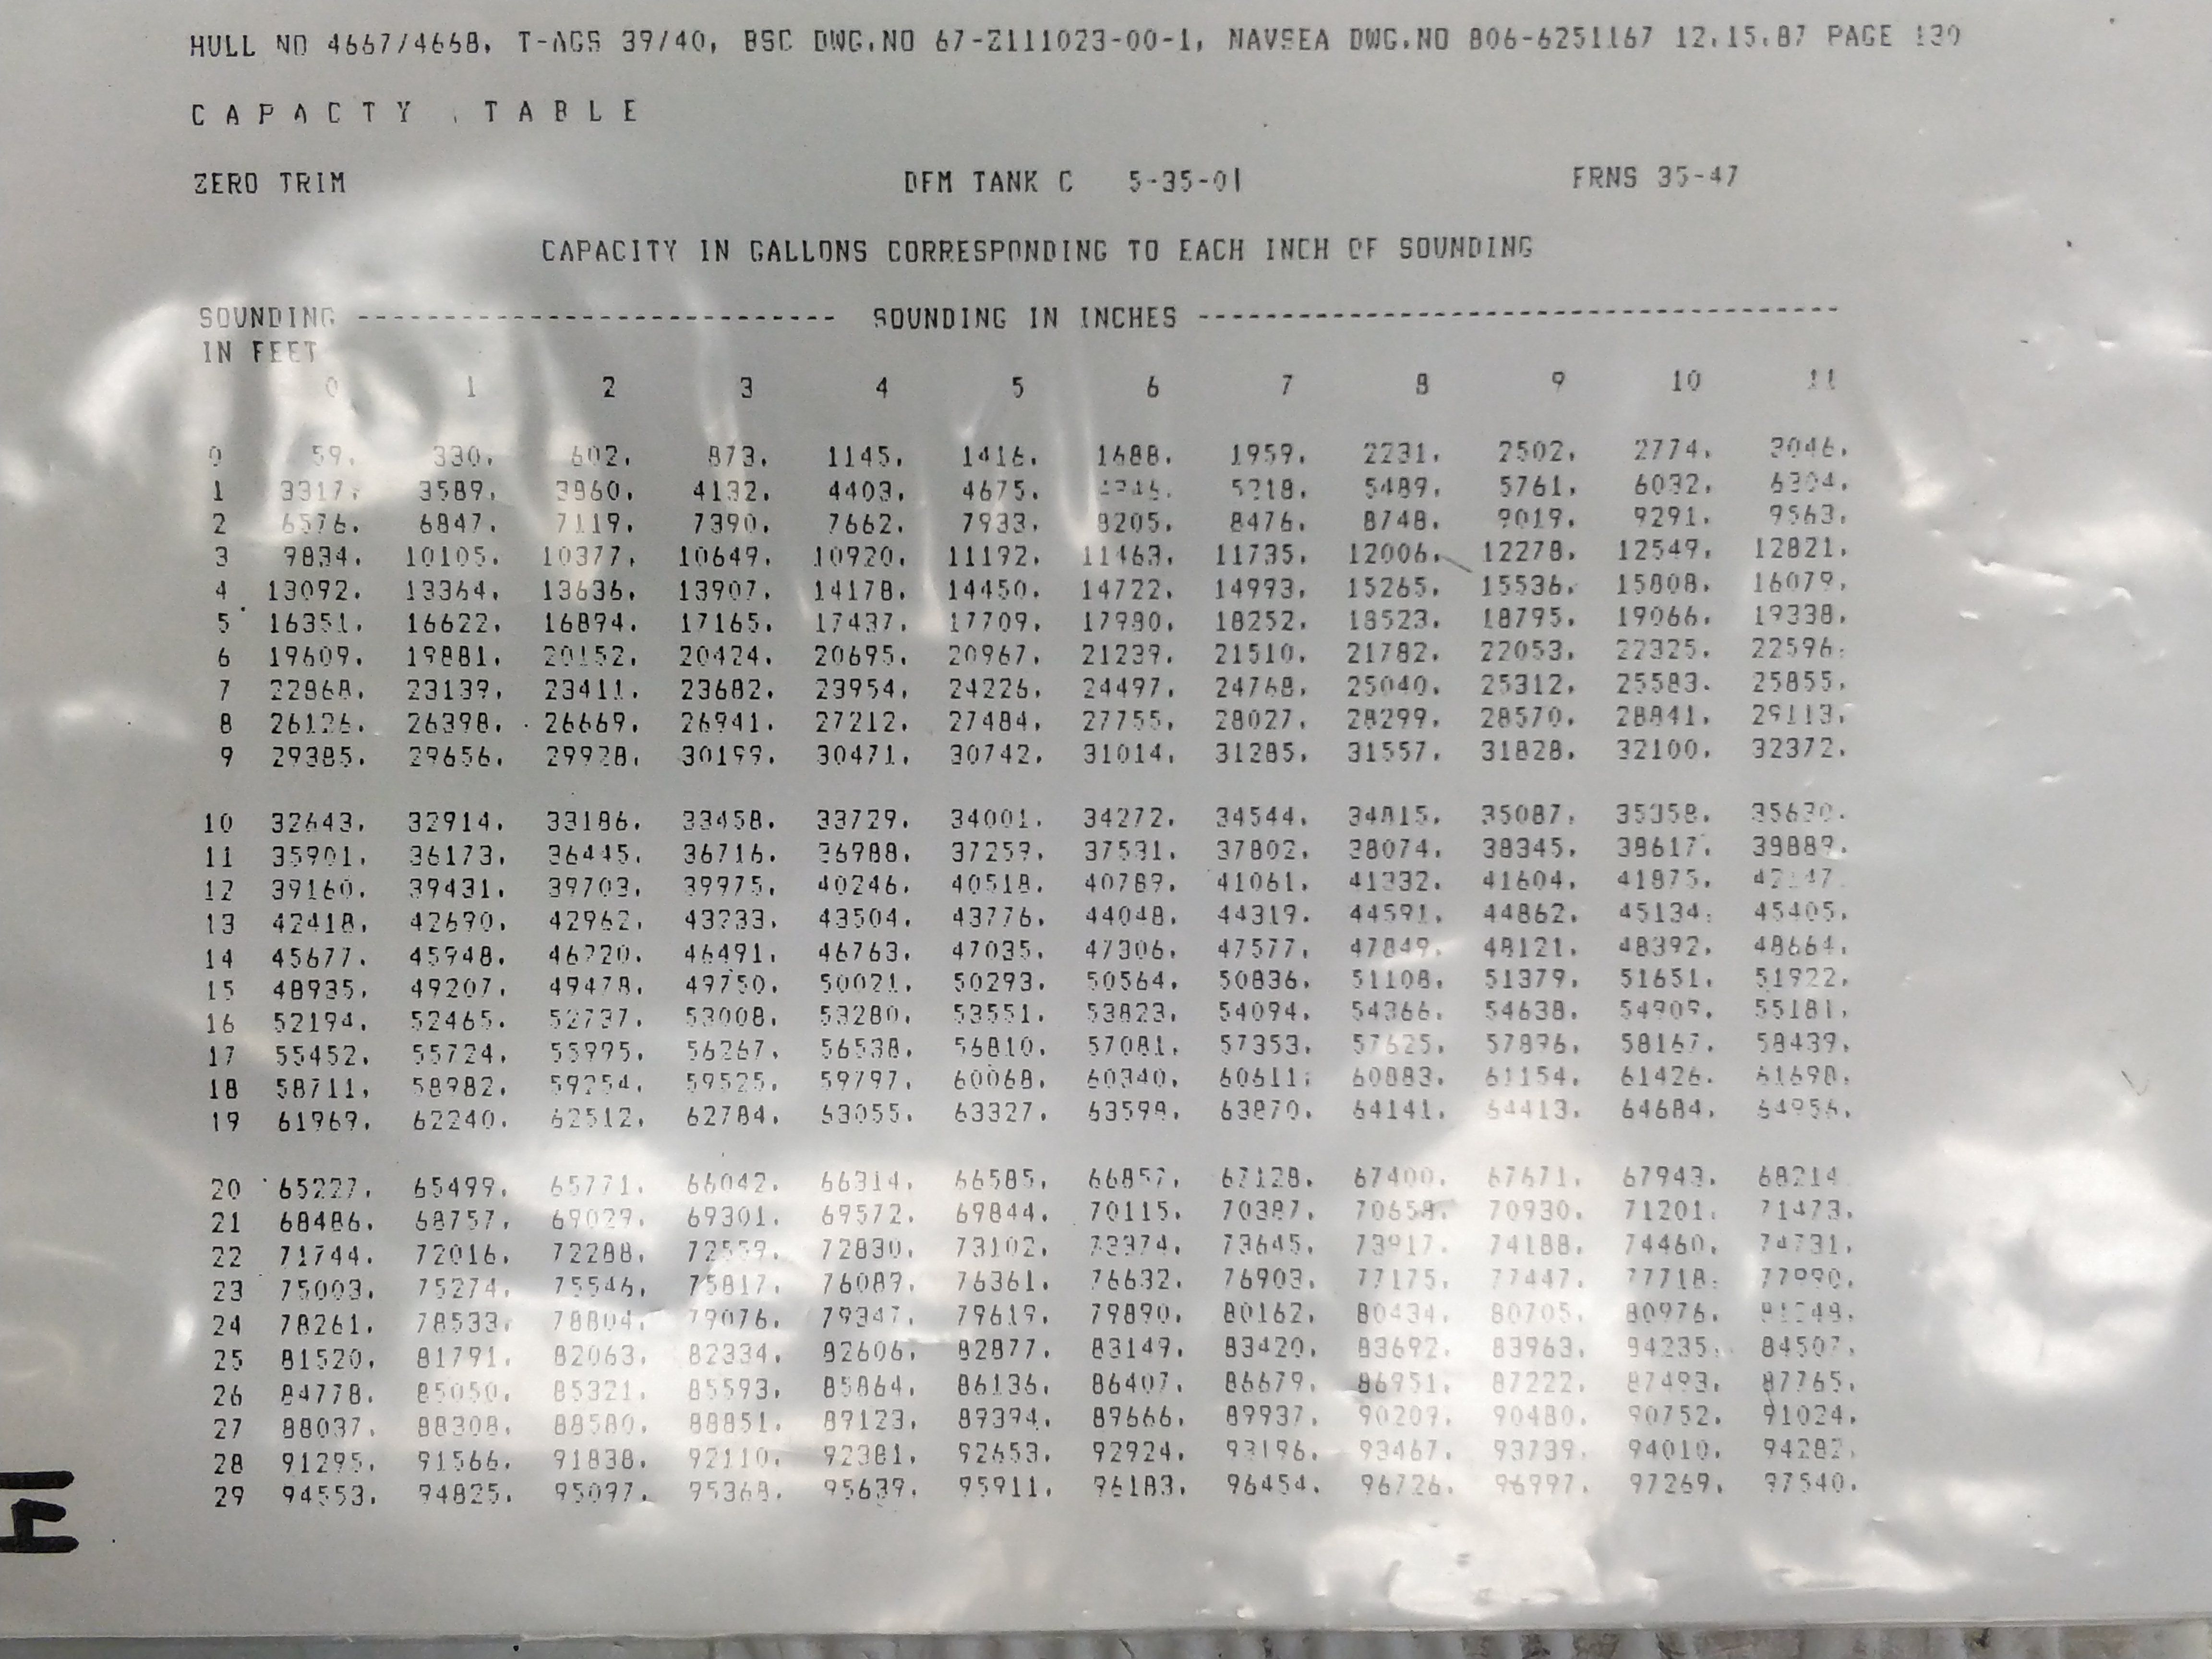 HULL NO 4667/4668, T-AGS 39/40, BSC DWG.NO 67-2111023-00-1, NAVSEA DWG.NO 806-6251167 12.15.87 PAGE 130
C A P A C T Y . T A B L E
ZERO TRIM DFM TANK C 5-35-01 FRNS 35-47
CAPACITY IN GALLONS CORRESPONDING TO EACH INCH OF SOUNDING
SOUNDING ---------------------------- SOUNDING IN INCHES ------------------------------------
IN FEET
0 1 2 3 4 5 6 7 8 9 10 11
0 59. 330. 602. 873. 1145. 1416. 1688. 1959. 2231. 2502. 2774. 3046.
1 3317. 3589. 3860. 4132. 4403. 4675. 5218. 5489. 5761. 6032. 6304.
2 6576. 6847. 7119. 7390. 7662. 7933. 8205. 8476. 8748. 9019. 9291. 9563.
3 9834. 10105. 10377. 10649. 10920. 11192. 11463. 11735. 12006. 12278. 12549. 12821.
4 13092. 13364. 13636. 13907. 14178. 14450. 14722. 14993. 15265. 15536. 15808. 16079.
5 16351. 16622. 16894. 17165. 17437. 17709. 17980. 18252. 18523. 18795. 19066. 19338.
6 19609. 19881. 20152. 20424. 20695. 20967. 21239. 21510. 21782. 22053. 22325. 22596.
7 22868. 23139. 23411. 23682. 23954. 24226. 24497. 24768. 25040. 25312. 25583. 25855.
8 26126. 26398. 26669. 26941. 27212. 27484. 27755. 28027. 28299. 28570. 28841. 29113.
9 29385. 29656. 29928. 30199. 30471. 30742. 31014. 31285. 31557. 31828. 32100. 32372.
10 32643. 32914. 33186. 33458. 33729. 34001. 34272. 34544. 34815. 35087. 35358. 35630.
11 35901. 36173. 36445. 36716. 36988. 37259. 37531. 37802. 38074. 38345. 38617. 38889.
12 39160. 39431. 39703. 39975. 40246. 40518. 40789. 41061. 41332. 41604. 41875.
13 42418. 42690. 42962. 43233. 43504. 43776. 44048. 44319. 44591. 44862. 45134. 45405.
14 45677. 45948. 46220. 46491. 46763. 47035. 47306. 47577. 47849. 48121. 48392. 48664.
15 48935. 49207. 49478. 49750. 50021. 50293. 50564. 50836. 51108. 51379. 51651. 51922.
16 52194. 52465. 52737. 53008. 53280. 53551. 53823. 54094. 54366. 54638. 54909. 55181.
17 55452. 55724. 55995. 56267. 56538. 56810. 57081. 57353. 57625. 57896. 58167. 58439.
18 58711. 58982. 59254. 59525. 59797. 60068. 60340. 60611. 60883. 61154. 61426. 61698.
19 61969. 62240. 62512. 62784. 63055. 63327. 63599. 63870. 64141. 64413. 64684. 64956.
20 65227. 65499. 65771. 66042. 66314. 66585. 66857. 67128. 67400. 67671. 67943. 68214.
21 68486. 68757. 69029. 69301. 69572. 69844. 70115. 70387. 70658. 70930. 71201. 71473.
22 71744. 72016. 72288. 72559. 72830. 73102. 73374. 73645. 73917. 74188. 74460. 74731.
23 75003. 75274. 75546. 75817. 76089. 76361. 76632. 76903. 77175. 77447. 77718. 77990.
24 78261. 78533. 78804. 79076. 79347. 79619. 79890. 80162. 80434. 80705. 80976.
25 81520. 81791. 82063. 82334. 82606. 82877. 83149. 83420. 83692. 83963. 84235. 84507.
26 84778. 85050. 85321. 85593. 85864. 86136. 86407. 86679. 86951. 87222. 87493. 87765.
27 88037. 88308. 88580. 88851. 89123. 89394. 89666. 89937. 90209. 90480. 90752. 91024.
28 91295. 91566. 91838. 92110. 92381. 92653. 92924. 93196. 93467. 93739. 94010. 94282.
29 94553. 94825. 95097. 95368. 95639. 95911. 96183. 96454. 96726. 96997. 97269. 97540.
14